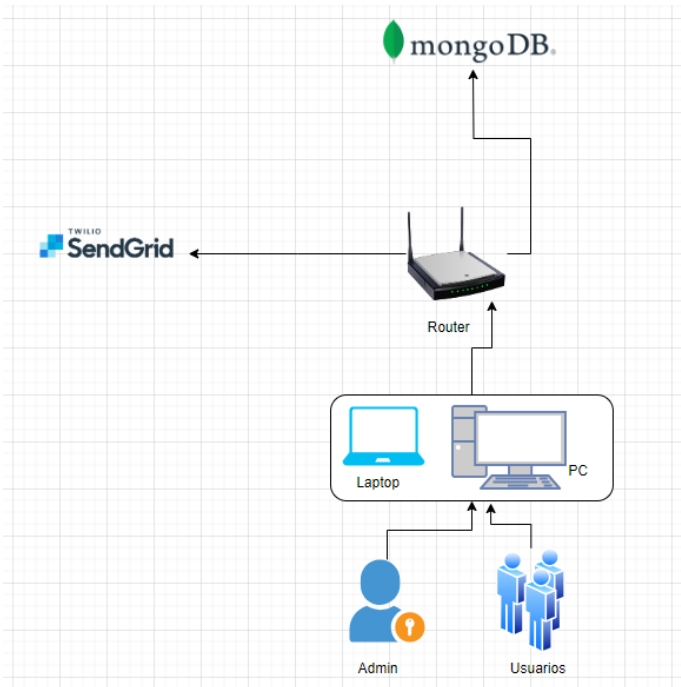 mongoDB.
TWILIO
SendGrid
Router
Laptop
PC
Admin
Usuarios